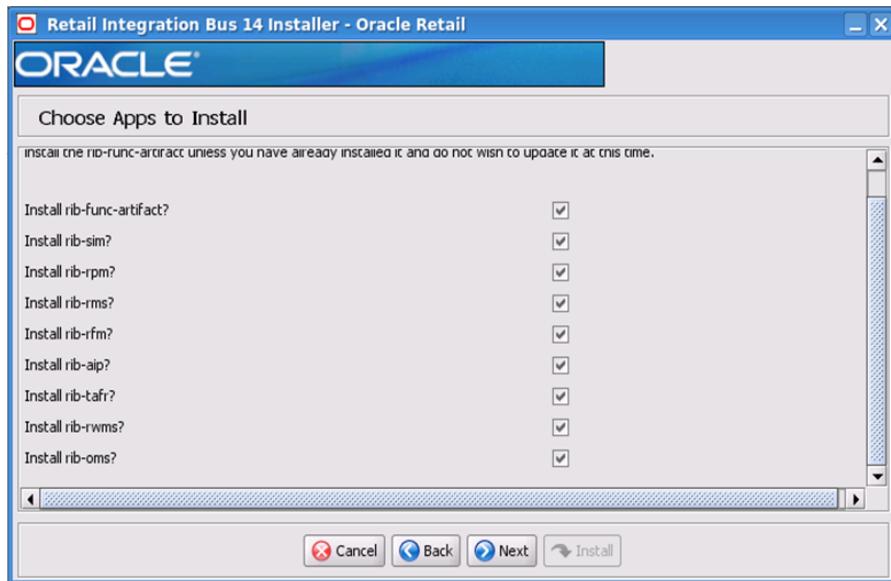 Retail Integration Bus 14 Installer - Oracle Retail
ORACLE®
Choose Apps to Install
install the rib-func-artifact unless you have already installed it and do not wish to update it at this time.
Install rib-func-artifact?
Install rib-sim?
Install rib-rpm?
Install rib-rms?
Install rib-rfm?
Install rib-aip?
Install rib-tafr?
Install rib-rwms?
Install rib-oms?
Cancel Back Next Install